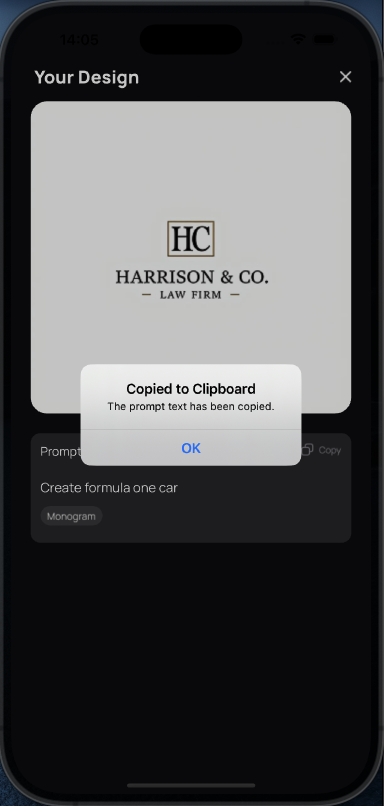 14:05
Your Design
HC
HARRISON & CO.
LAW FIRM
Copied to Clipboard
The prompt text has been copied.
OK
Prompt
Copy
Create formula one car
Monogram